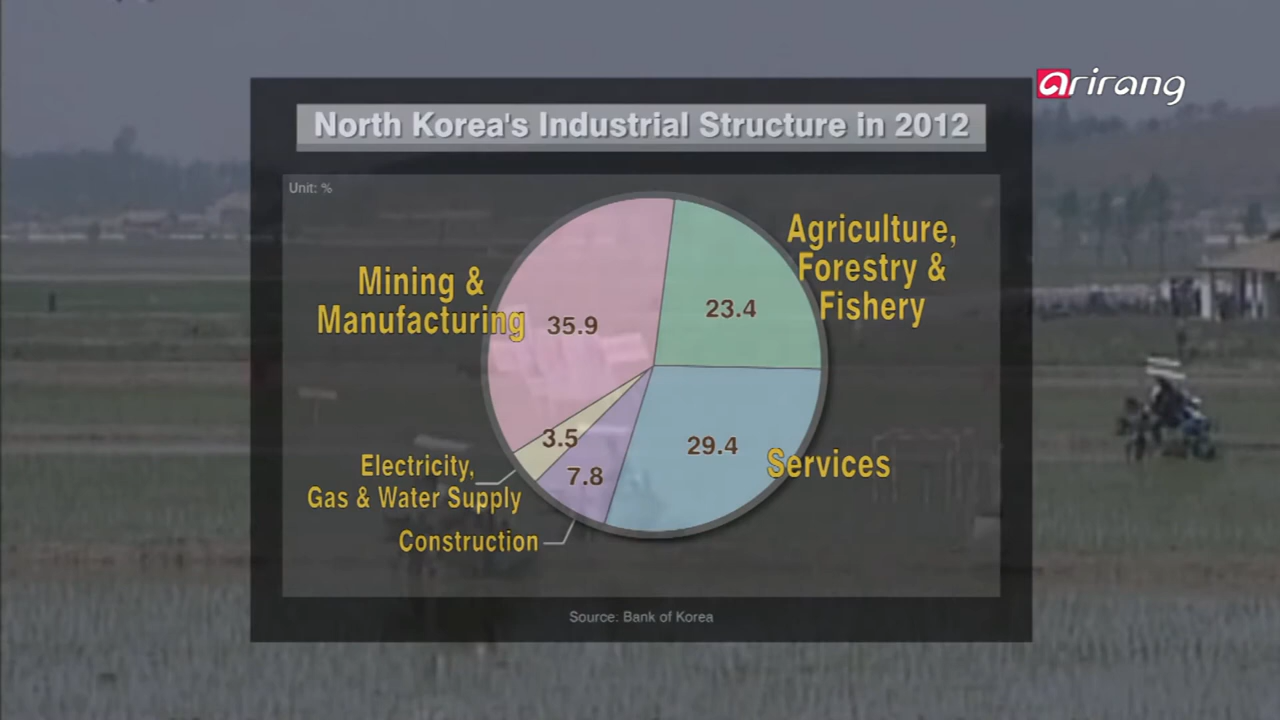 arirang
North Korea's Industrial Structure in 2012
Unit: %
Agriculture,
Forestry &
Fishery
23.4
Mining &
Manufacturing
35.9
29.4
Services
3.5
Electricity,
Gas & Water Supply
7.8
Construction
Source: Bank of Korea